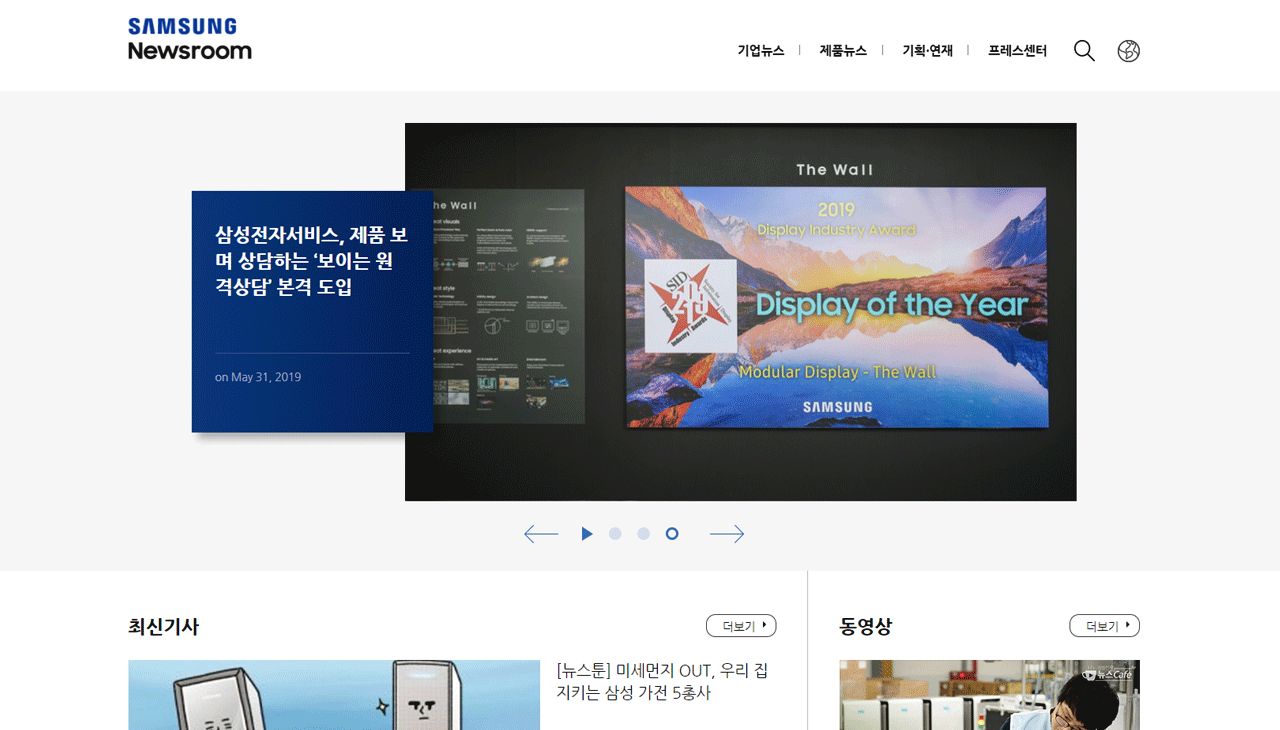 SAMSUNG
Newsroom
기업뉴스
제품뉴스
기획·연재
프레스센터
삼성전자서비스, 제품 보
며 상담하는 ‘보이는 원
격상담’ 본격 도입
on May 31, 2019
The Wall
The Wall
2019
Display Industry Award
SID
2019
Display of the Year
Modular Display - The Wall
SAMSUNG
최신기사
더보기
동영상
더보기
[뉴스툰] 미세먼지 OUT, 우리 집
지키는 삼성 가전 5총사
뉴스Café